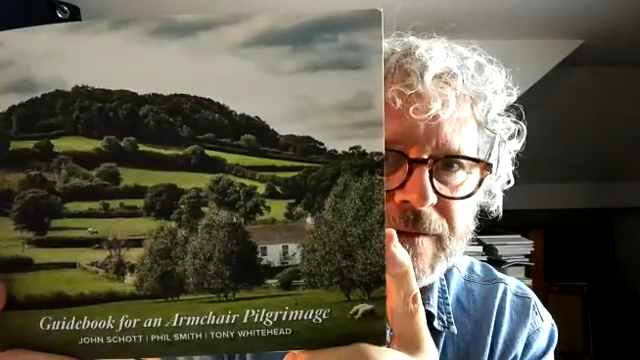 Guidebook for an Armchair Pilgrimage
JOHN SCHOTT | PHIL SMITH | TONY WHITEHEAD